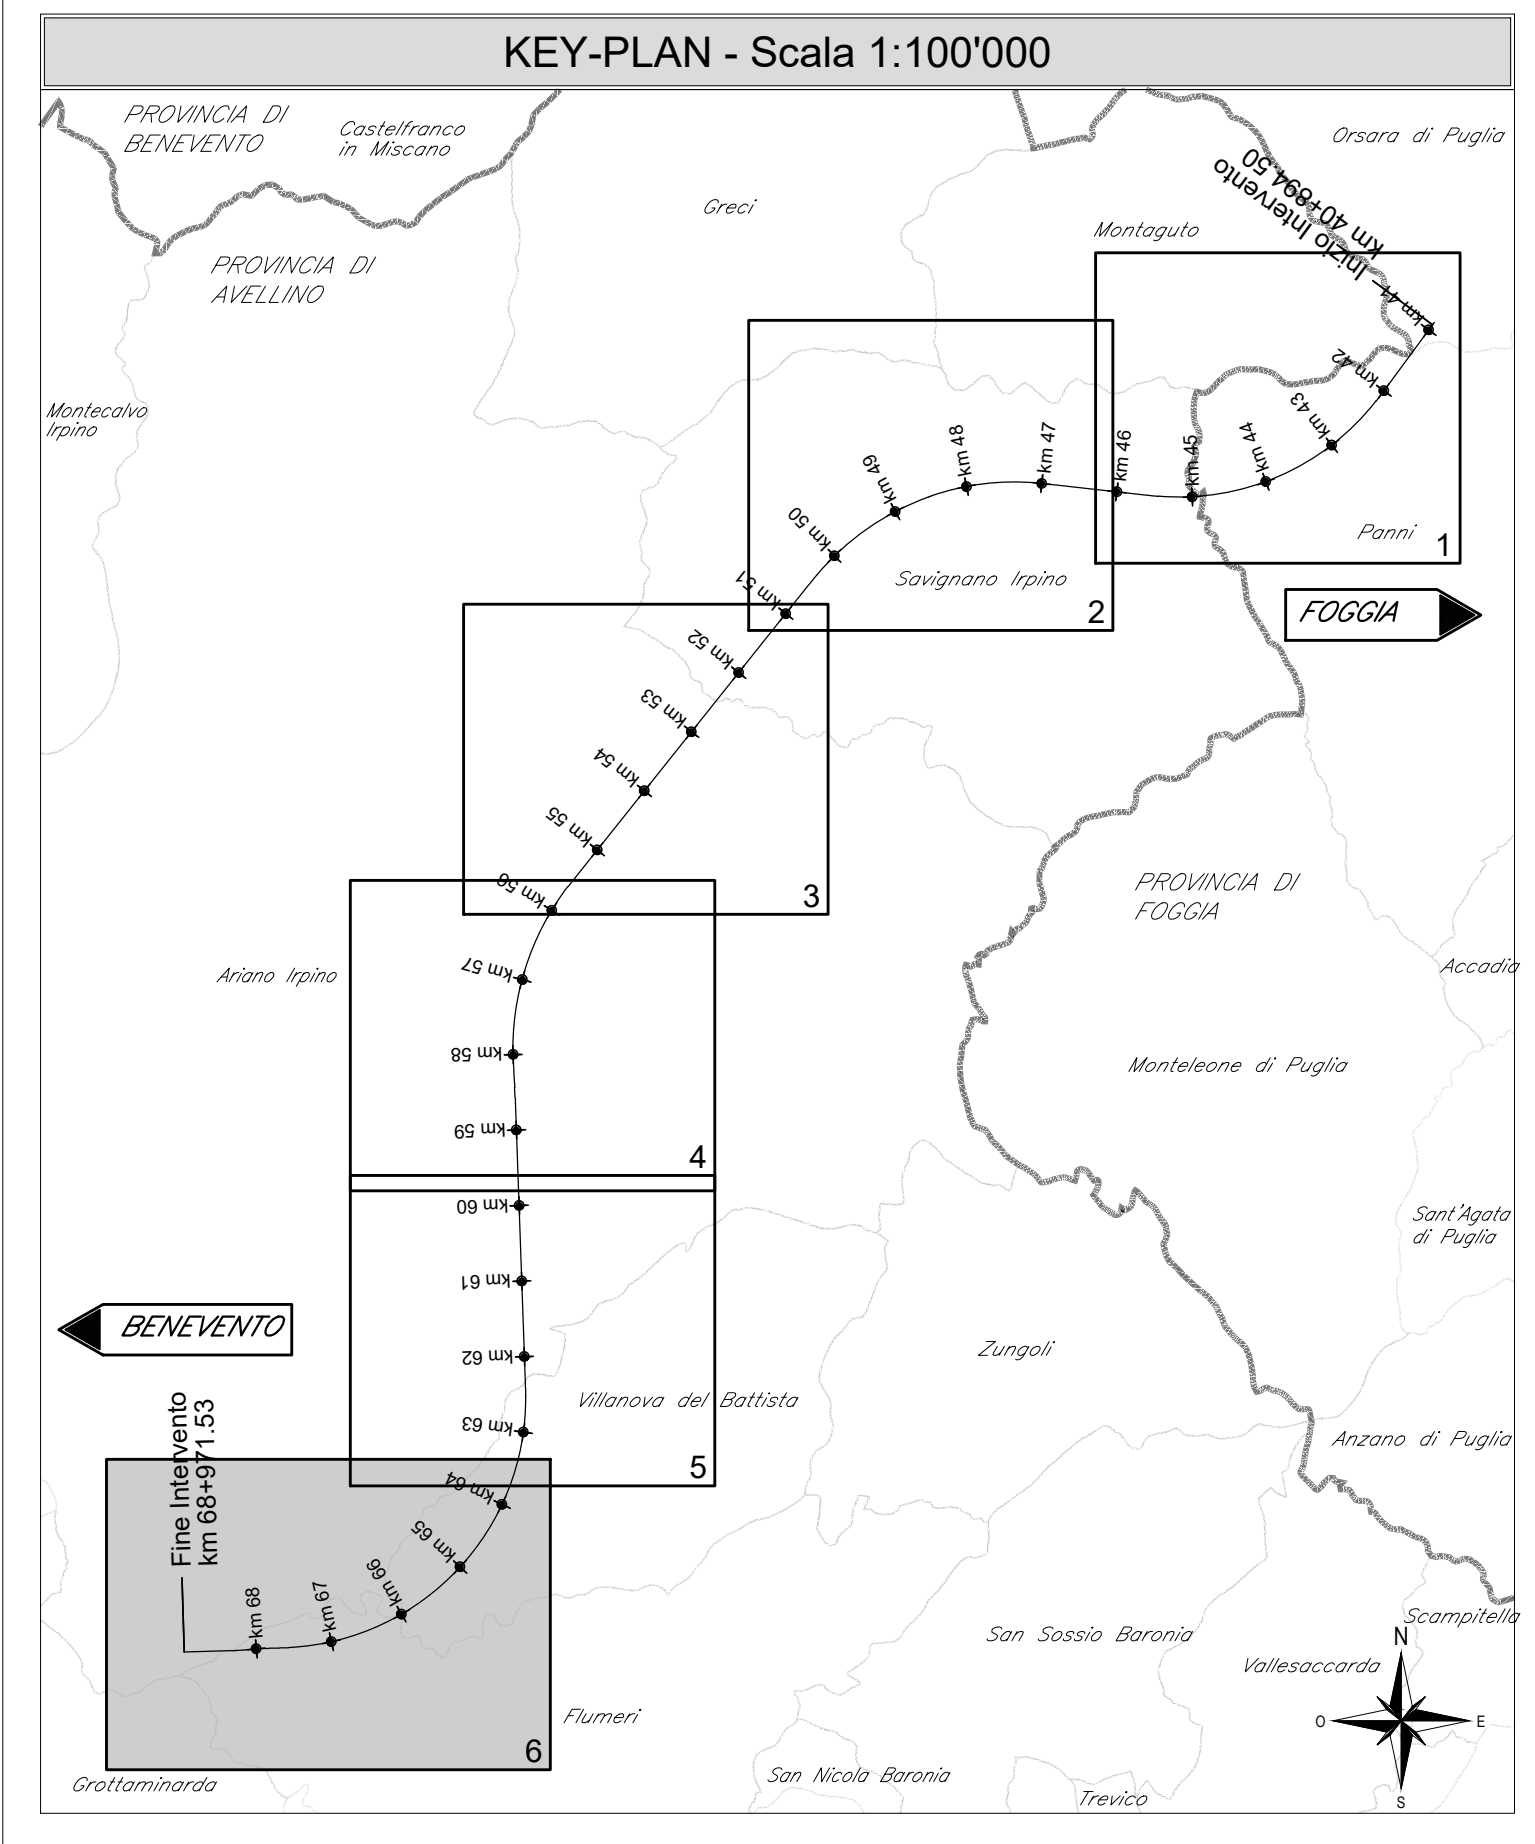 KEY-PLAN - Scala 1:100'000
PROVINCIA DI
BENEVENTO
Castelfranco
in Miscano
Orsara di Puglia
Greci
Inizio Intervento
km 40+894.50
Montaguto
PROVINCIA DI
AVELLINO
km 41
km 42
Montecalvo
Irpino
km 43
km 44
km 45
km 46
km 47
km 48
km 49
km 50
Panni
1
Savignano Irpino
km 51
2
FOGGIA
km 52
km 53
km 54
km 55
km 56
3
PROVINCIA DI
FOGGIA
Ariano Irpino
km 57
Accadia
km 58
Monteleone di Puglia
km 59
4
km 60
Sant'Agata
di Puglia
km 61
BENEVENTO
Zungoli
km 62
Villanova del Battista
km 63
Anzano di Puglia
5
Fine Intervento
km 68+971.53
km 64
km 65
km 66
km 67
km 68
Scampitella
San Sossio Baronia
N
Vallesaccarda
O
E
S
Flumeri
6
Grottaminarda
San Nicola Baronia
Trevico